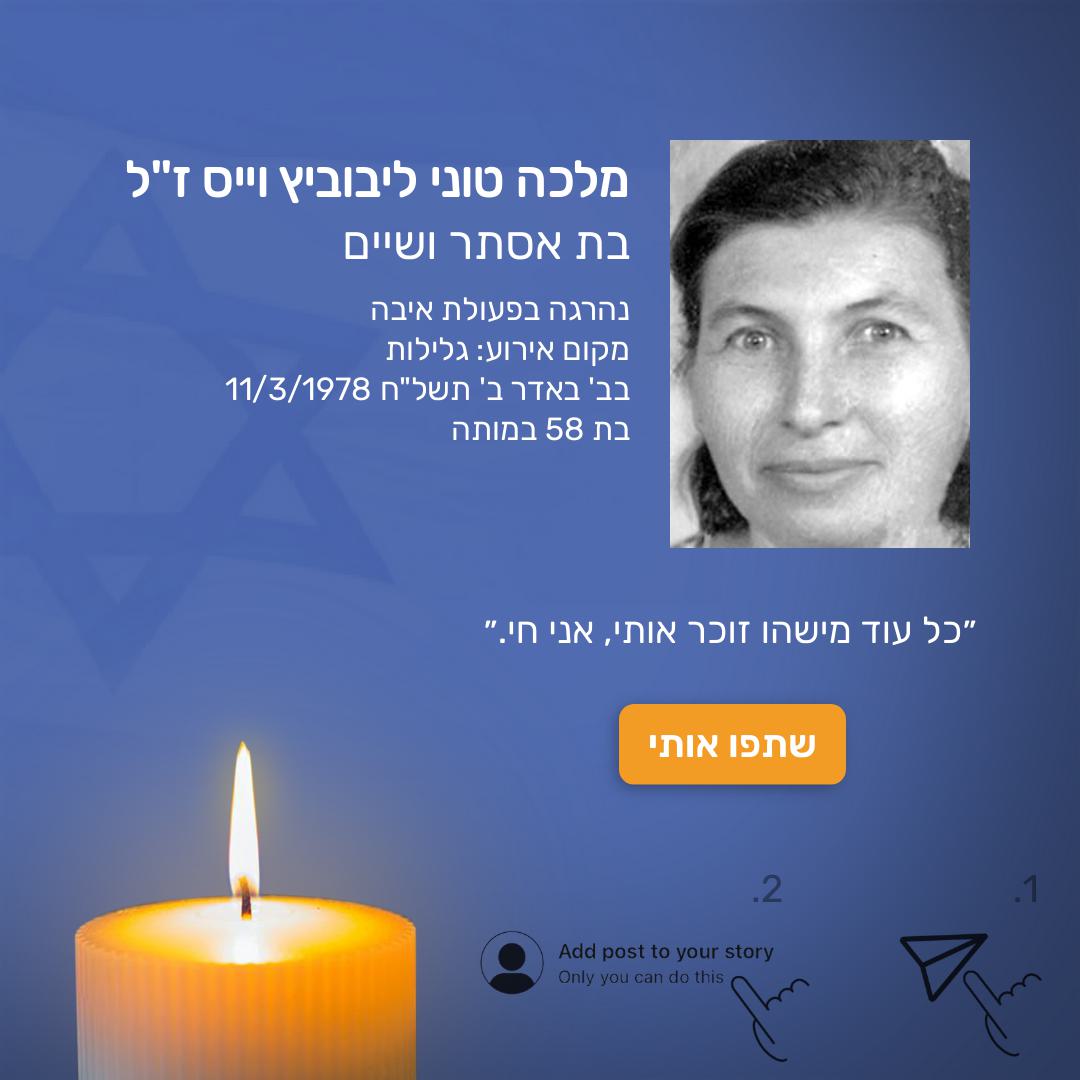 מלכה טוני ליבוביץ וייס ז"ל
בת אסתר ושיים
נהרגה בפעולת איבה
מקום אירוע: גלילות
בב' באדר ב' תשל"ח 11/3/1978
בת 58 במותה
״כל עוד מישהו זוכר אותי, אני חי.״
שתפו אותי
1.
2.
Add post to your story
Only you can do this